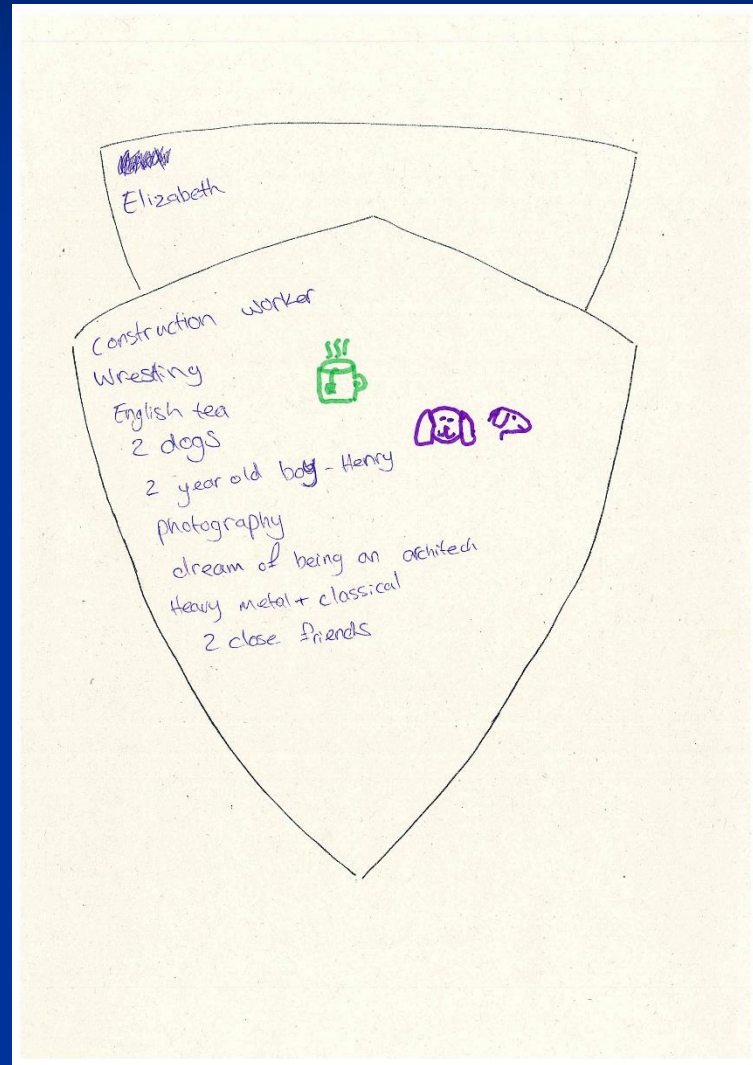 Elizabeth
Construction worker
Wrestling
English tea
2 dogs
2 year old boy - Henry
photography
dream of being an architech
Heavy metal + classical
2 close friends